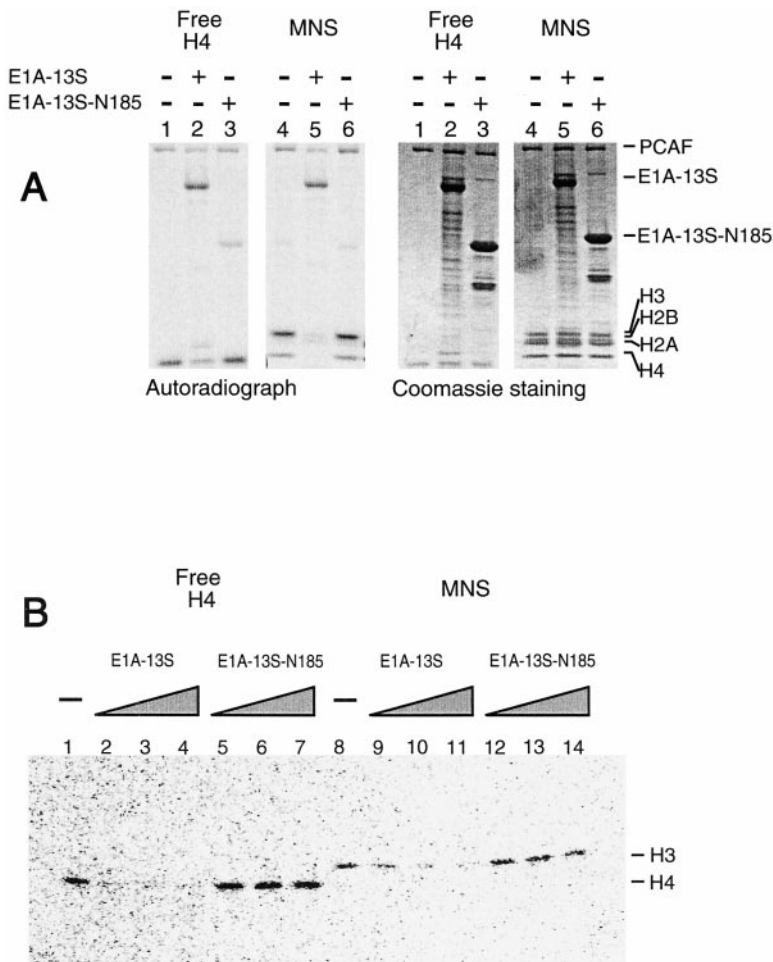 Free H4 MNS Free H4 MNS
E1A-13S - + - - + - - + - - + -
E1A-13S-N185 - - + - - + - - + - - +
1 2 3 4 5 6 1 2 3 4 5 6
A
PCAF
E1A-13S
E1A-13S-N185
H3
H2B
H2A
H4
Autoradiograph Coomassie staining
B
Free H4 MNS
E1A-13S E1A-13S-N185 E1A-13S E1A-13S-N185
— —
1 2 3 4 5 6 7 8 9 10 11 12 13 14
H3
H4